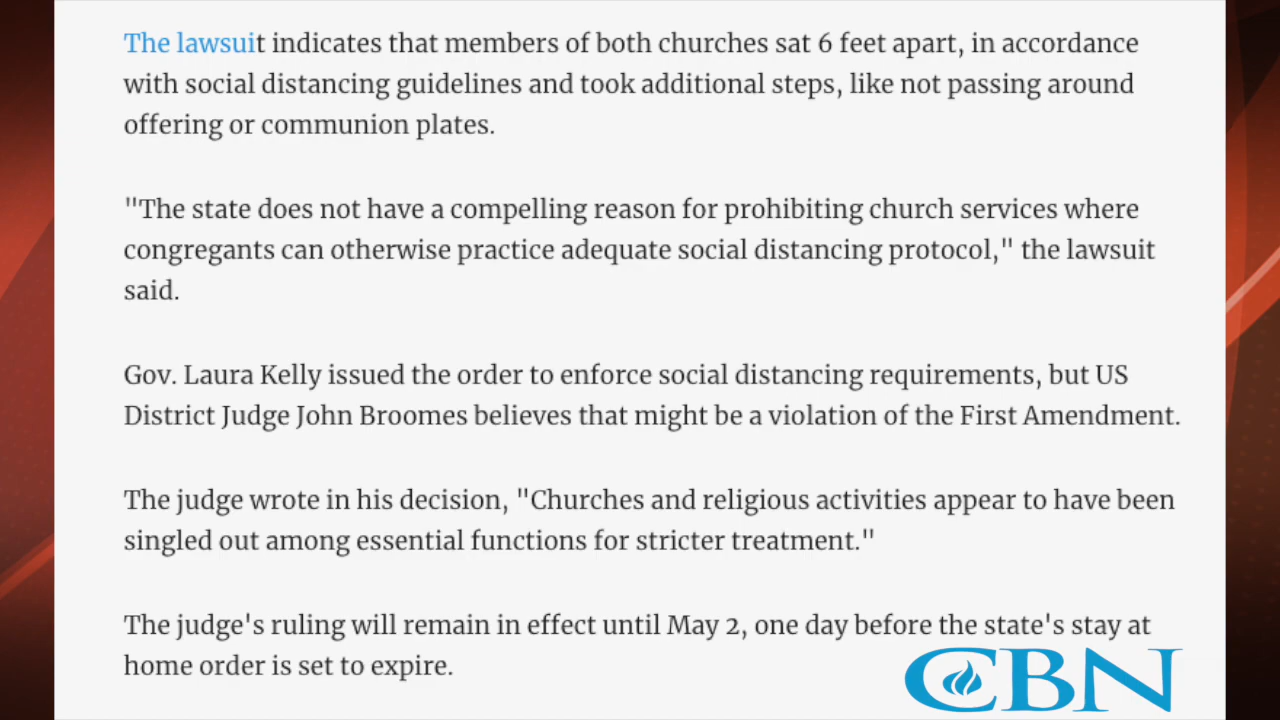 The lawsuit indicates that members of both churches sat 6 feet apart, in accordance
with social distancing guidelines and took additional steps, like not passing around
offering or communion plates.
"The state does not have a compelling reason for prohibiting church services where
congregants can otherwise practice adequate social distancing protocol," the lawsuit
said.
Gov. Laura Kelly issued the order to enforce social distancing requirements, but US
District Judge John Broomes believes that might be a violation of the First Amendment.
The judge wrote in his decision, "Churches and religious activities appear to have been
singled out among essential functions for stricter treatment."
The judge's ruling will remain in effect until May 2, one day before the state's stay at
home order is set to expire.
CBN